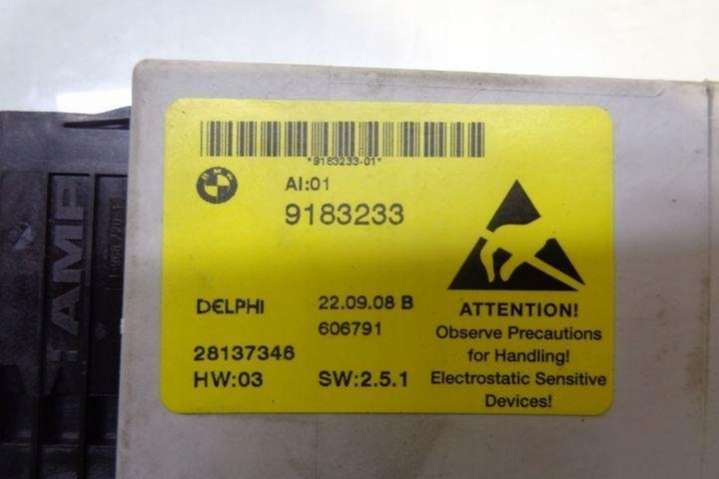 *9183233-01*
BMW
AI:01
9183233
DELPHI
22.09.08 B
606791
28137346
HW:03
SW:2.5.1
ATTENTION!
Observe Precautions
for Handling!
Electrostatic Sensitive
Devices!
AMP